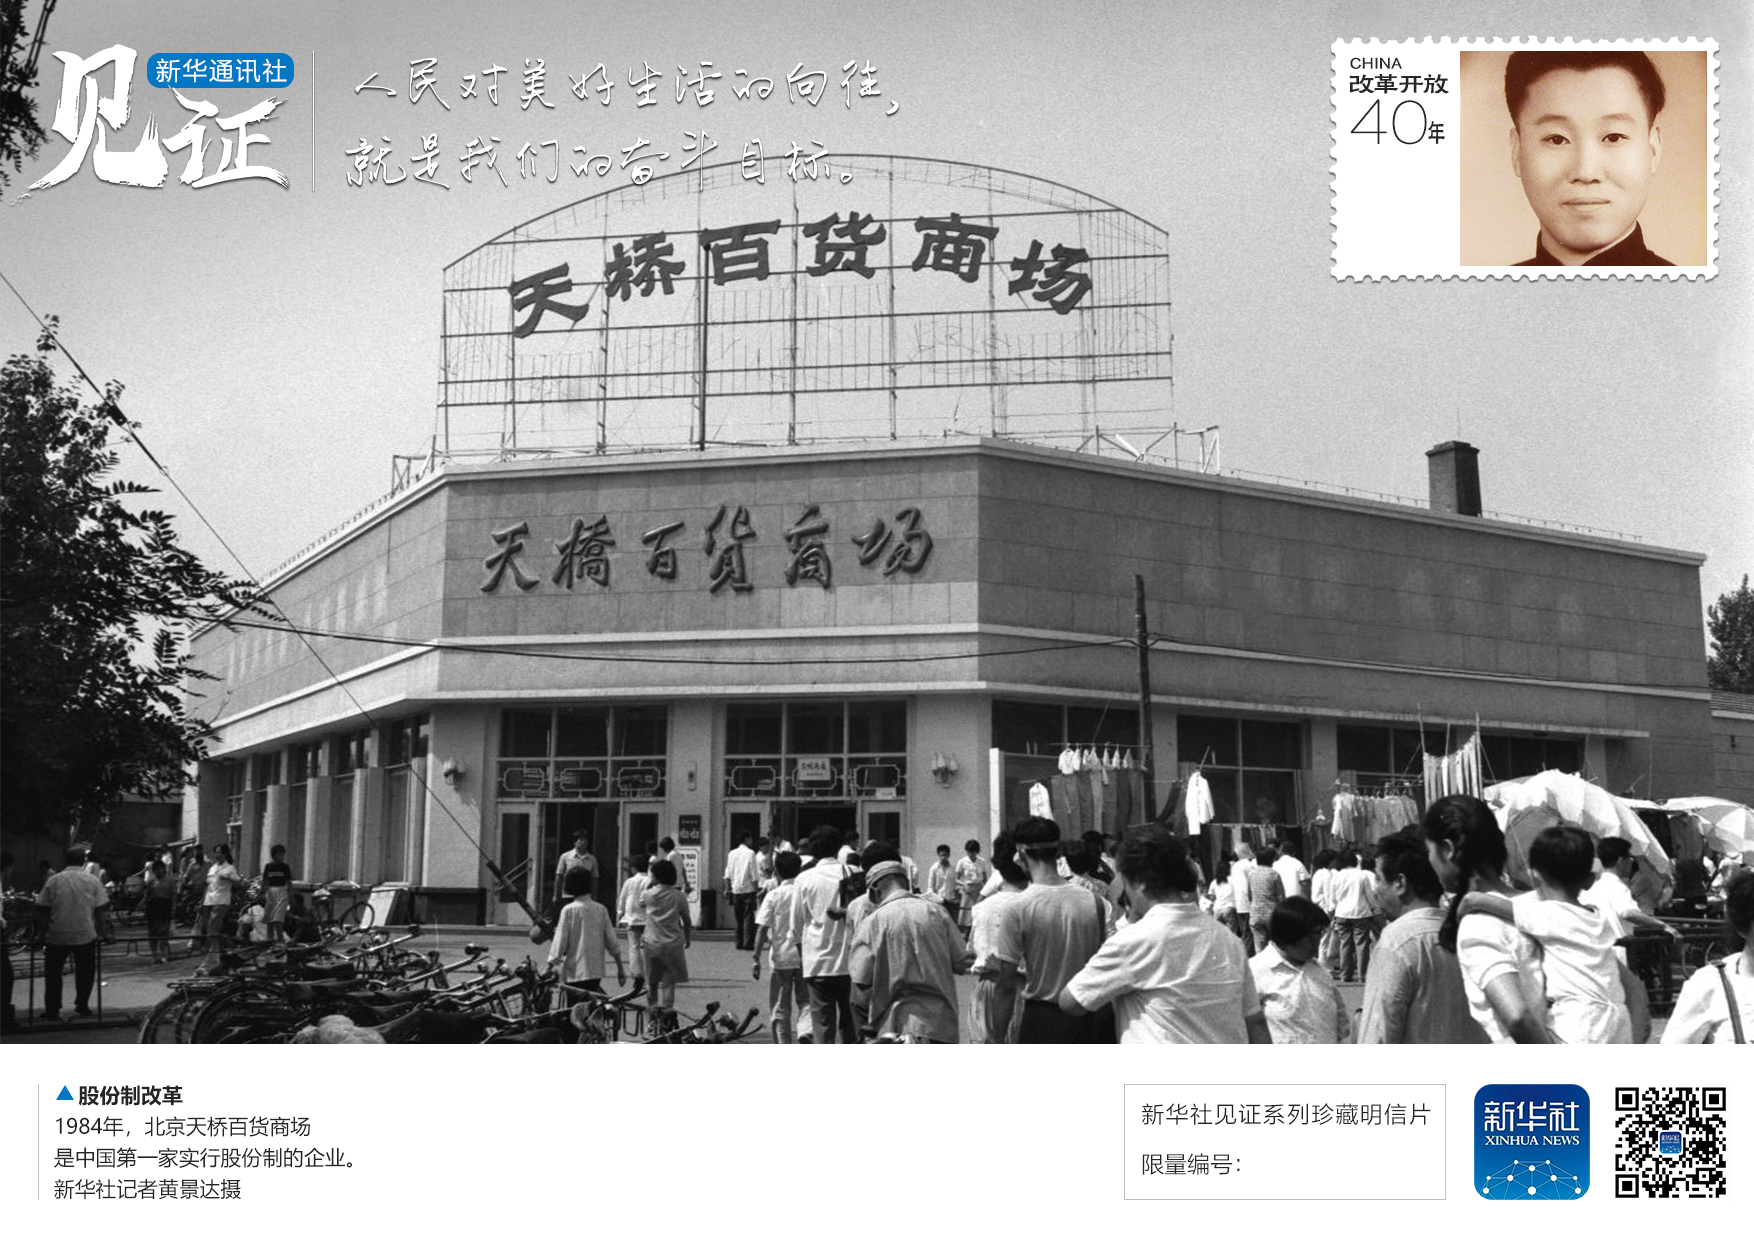 新华通讯社
见证
人民对美好生活的向往，
就是我们的奋斗目标。
CHINA
改革开放
40年
天桥百货商场
天橋百货商场
▲股份制改革
1984年，北京天桥百货商场
是中国第一家实行股份制的企业。
新华社记者黄景达摄
新华社见证系列珍藏明信片
限量编号：
新华社
XINHUA NEWS